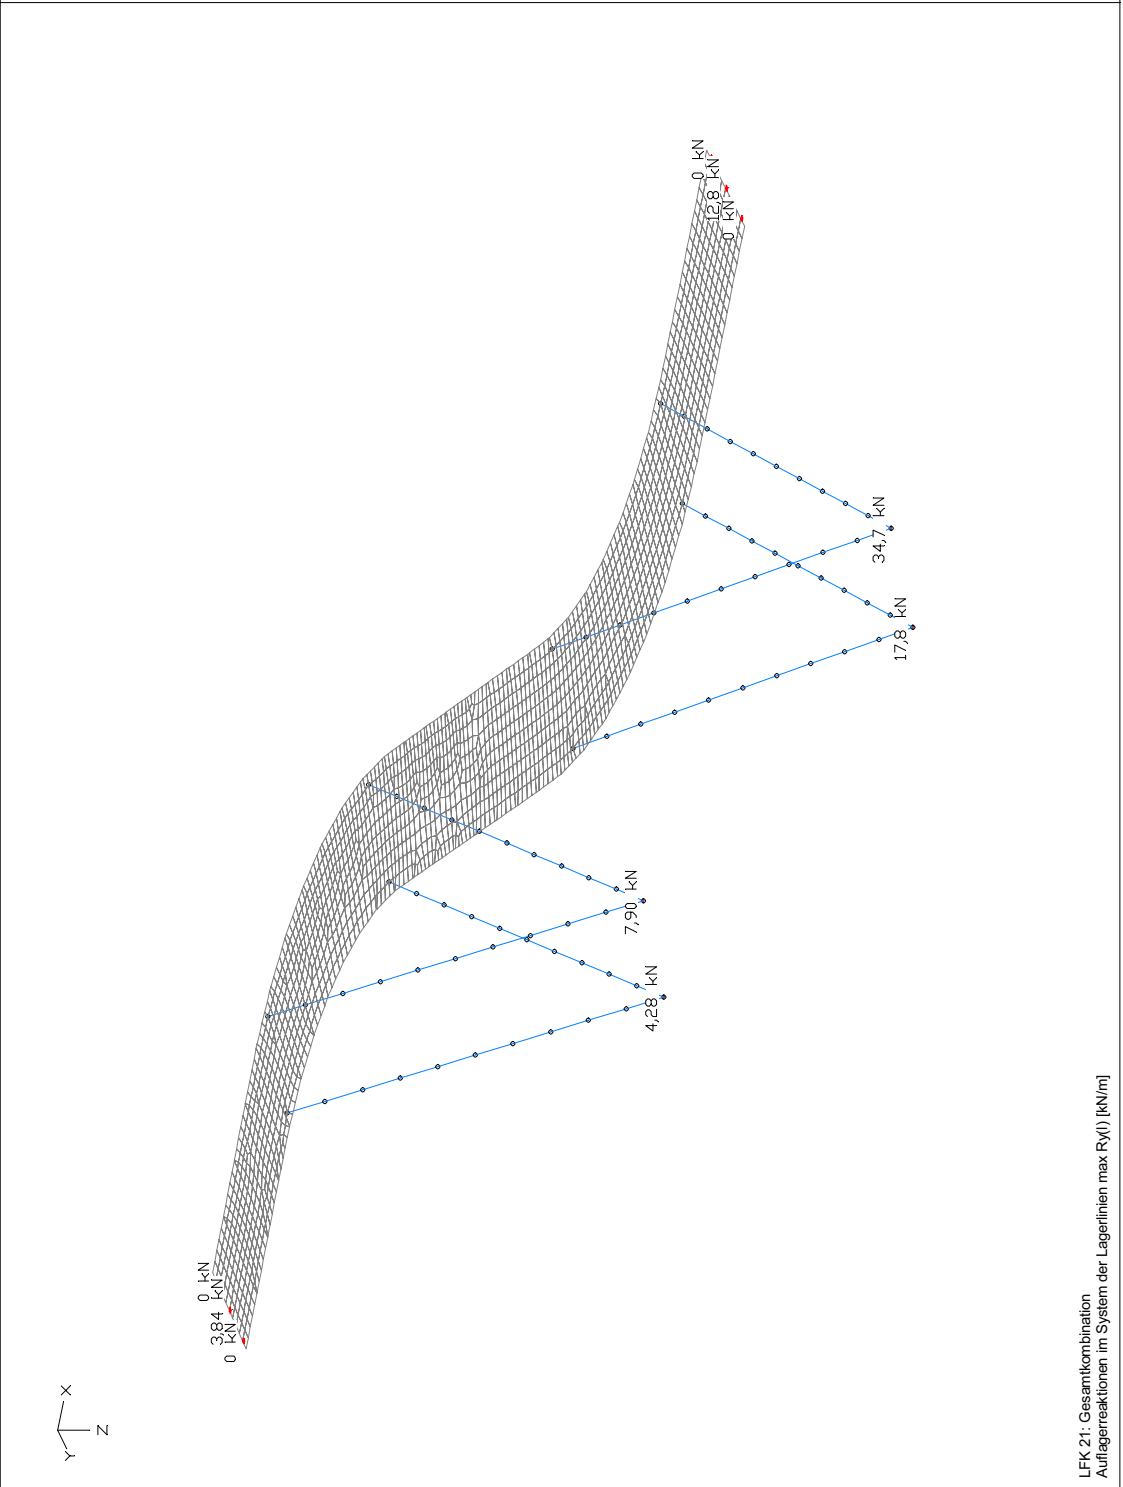 0 kN
12,8 kN
0 kN
34,7 kN
17,8 kN
7,90 kN
4,28 kN
0 kN
3,84 kN
0 kN
X
Y
Z
LFK 21: Gesamtkombination
Auflagerreaktionen im System der Lagerlinien max Ry(l) [kN/m]